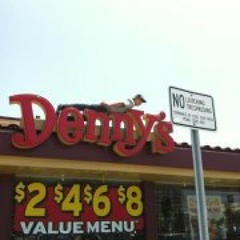 Denny's
NO LOITERING
TRESPASSING
$2 $4 $6 $8
VALUE MENU